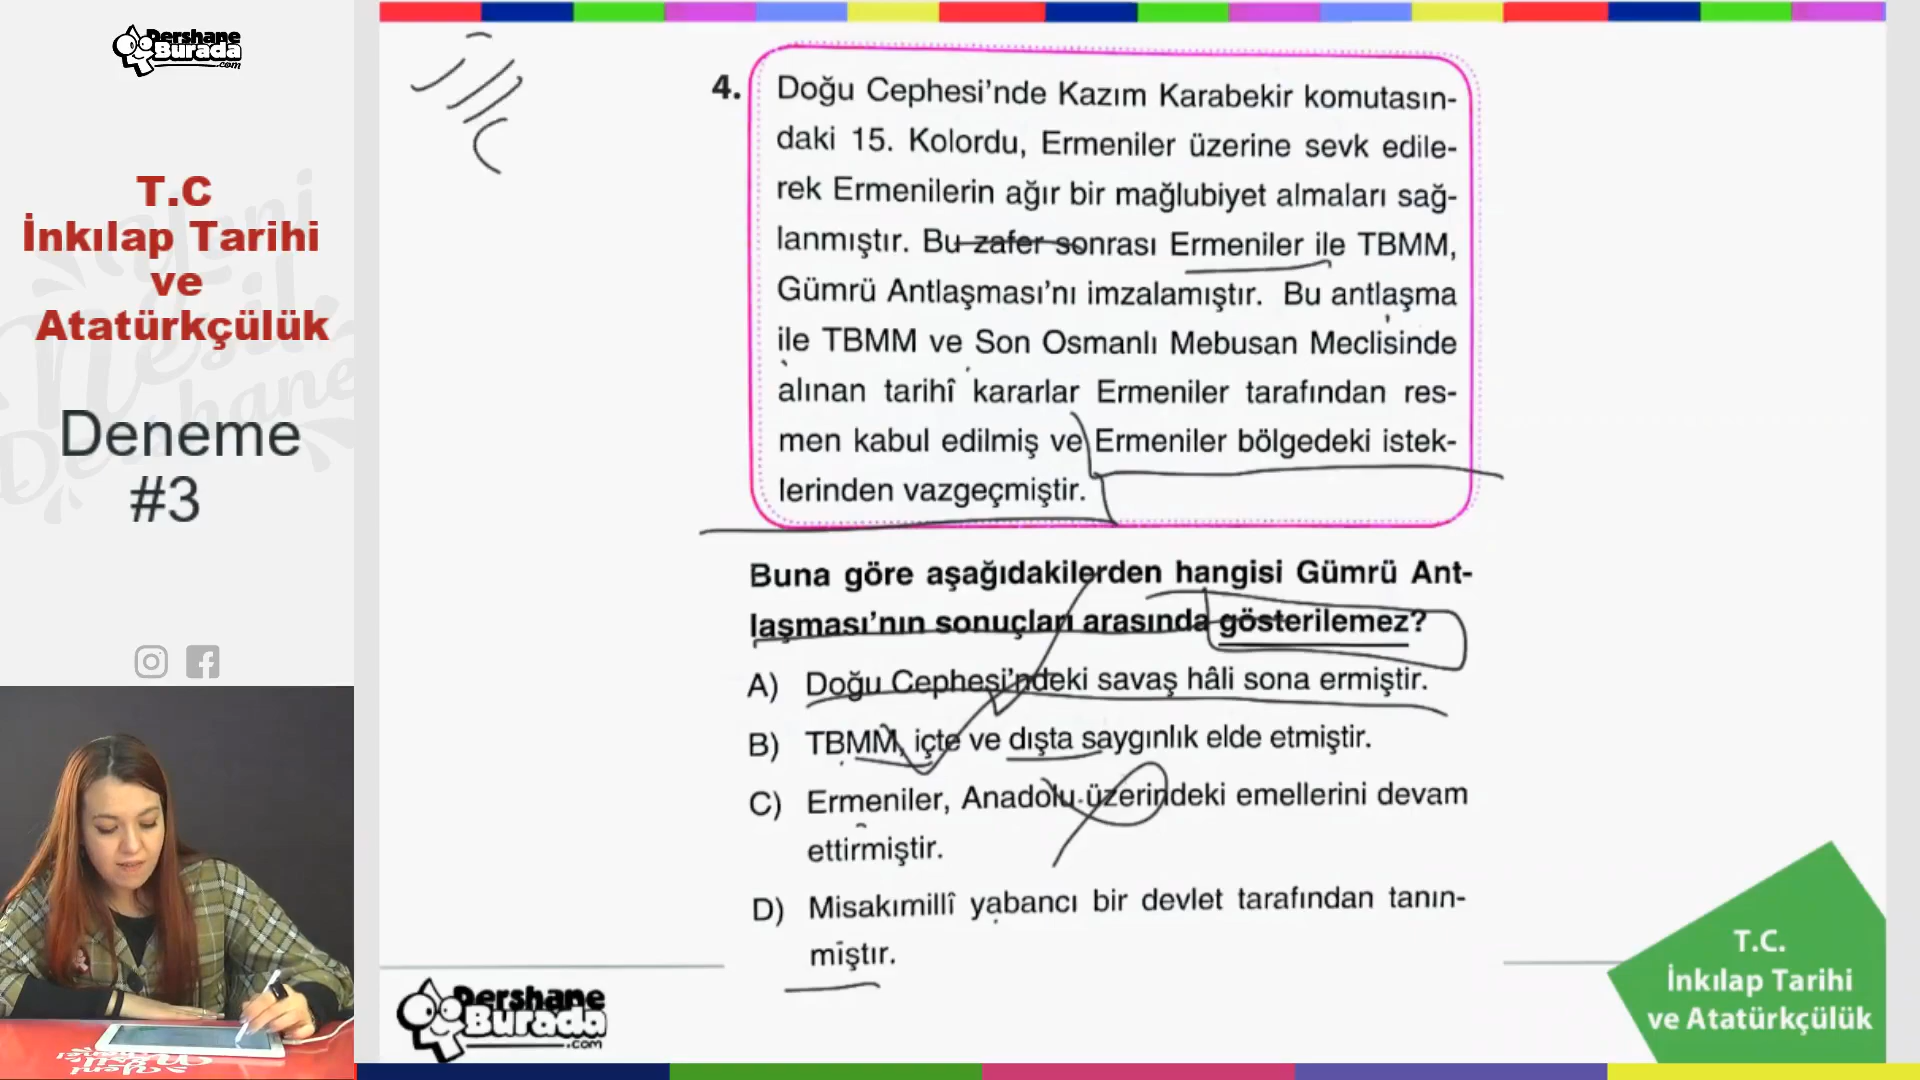 Dershane
Burada
.com
T.C
İnkılap Tarihi
ve
Atatürkçülük
Deneme
#3
4.
Doğu Cephesi’nde Kazım Karabekir komutasın-
daki 15. Kolordu, Ermeniler üzerine sevk edile-
rek Ermenilerin ağır bir mağlubiyet almaları sağ-
lanmıştır. Bu zafer sonrası Ermeniler ile TBMM,
Gümrü Antlaşması’nı imzalamıştır. Bu antlaşma
ile TBMM ve Son Osmanlı Mebusan Meclisinde
alınan tarihî kararlar Ermeniler tarafından res-
men kabul edilmiş ve Ermeniler bölgedeki istek-
lerinden vazgeçmiştir.
Buna göre aşağıdakilerden hangisi Gümrü Ant-
laşması’nın sonuçları arasında gösterilemez?
A) Doğu Cephesi’ndeki savaş hâli sona ermiştir.
B) TBMM, içte ve dışta saygınlık elde etmiştir.
C) Ermeniler, Anadolu üzerindeki emellerini devam
ettirmiştir.
D) Misakımillî yabancı bir devlet tarafından tanın-
mıştır.
Dershane
Burada
.com
T.C.
İnkılap Tarihi
ve Atatürkçülük